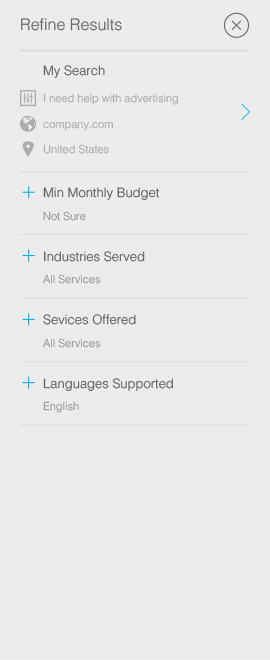 Refine Results
My Search
I need help with advertising
company.com
United States
Min Monthly Budget
Not Sure
Industries Served
All Services
Sevices Offered
All Services
Languages Supported
English